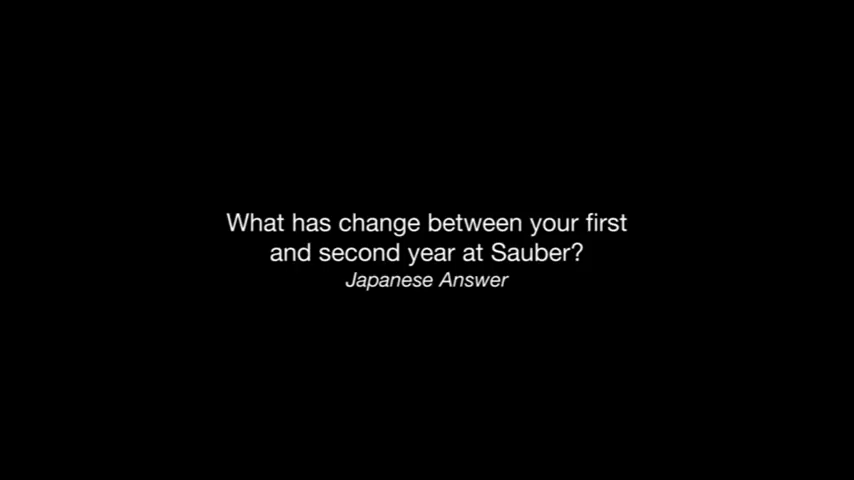 What has change between your first
and second year at Sauber?
Japanese Answer